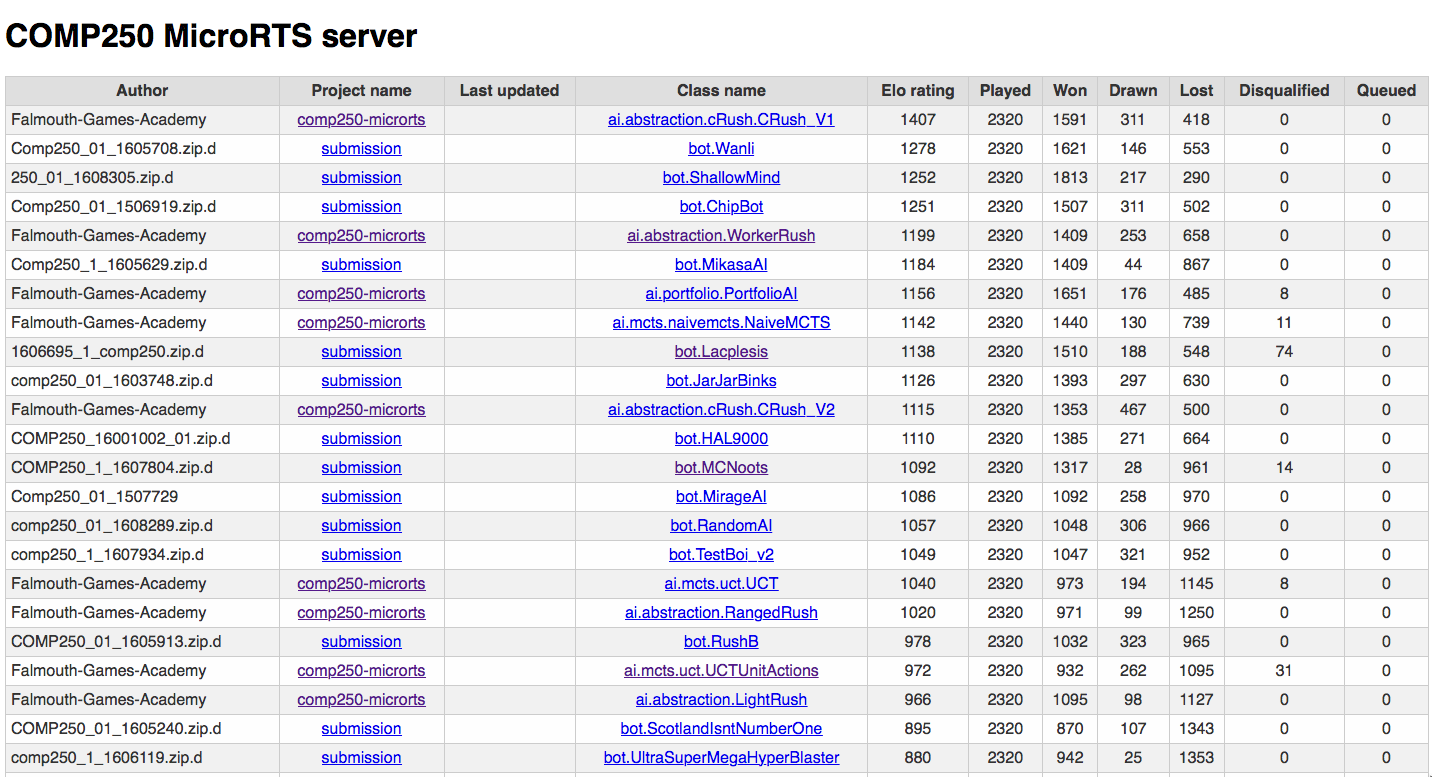 COMP250 MicroRTS server
Author Project name Last updated Class name Elo rating Played Won Drawn Lost Disqualified Queued
Falmouth-Games-Academy comp250-microrts ai.abstraction.cRush.CRush_V1 1407 2320 1591 311 418 0 0
Comp250_01_1605708.zip.d submission bot.Wanli 1278 2320 1621 146 553 0 0
250_01_1608305.zip.d submission bot.ShallowMind 1252 2320 1813 217 290 0 0
Comp250_01_1506919.zip.d submission bot.ChipBot 1251 2320 1507 311 502 0 0
Falmouth-Games-Academy comp250-microrts ai.abstraction.WorkerRush 1199 2320 1409 253 658 0 0
Comp250_1_1605629.zip.d submission bot.MikasaAI 1184 2320 1409 44 867 0 0
Falmouth-Games-Academy comp250-microrts ai.portfolio.PortfolioAI 1156 2320 1651 176 485 8 0
Falmouth-Games-Academy comp250-microrts ai.mcts.naivemcts.NaiveMCTS 1142 2320 1440 130 739 11 0
1606695_1_comp250.zip.d submission bot.Lacplesis 1138 2320 1510 188 548 74 0
comp250_01_1603748.zip.d submission bot.JarJarBinks 1126 2320 1393 297 630 0 0
Falmouth-Games-Academy comp250-microrts ai.abstraction.cRush.CRush_V2 1115 2320 1353 467 500 0 0
COMP250_16001002_01.zip.d submission bot.HAL9000 1110 2320 1385 271 664 0 0
COMP250_1_1607804.zip.d submission bot.MCNoots 1092 2320 1317 28 961 14 0
Comp250_01_1507729 submission bot.MirageAI 1086 2320 1092 258 970 0 0
comp250_01_1608289.zip.d submission bot.RandomAI 1057 2320 1048 306 966 0 0
comp250_1_1607934.zip.d submission bot.TestBoi_v2 1049 2320 1047 321 952 0 0
Falmouth-Games-Academy comp250-microrts ai.mcts.uct.UCT 1040 2320 973 194 1145 8 0
Falmouth-Games-Academy comp250-microrts ai.abstraction.RangedRush 1020 2320 971 99 1250 0 0
COMP250_01_1605913.zip.d submission bot.RushB 978 2320 1032 323 965 0 0
Falmouth-Games-Academy comp250-microrts ai.mcts.uct.UCTUnitActions 972 2320 932 262 1095 31 0
Falmouth-Games-Academy comp250-microrts ai.abstraction.LightRush 966 2320 1095 98 1127 0 0
COMP250_01_1605240.zip.d submission bot.ScotlandIsntNumberOne 895 2320 870 107 1343 0 0
comp250_1_1606119.zip.d submission bot.UltraSuperMegaHyperBlaster 880 2320 942 25 1353 0 0